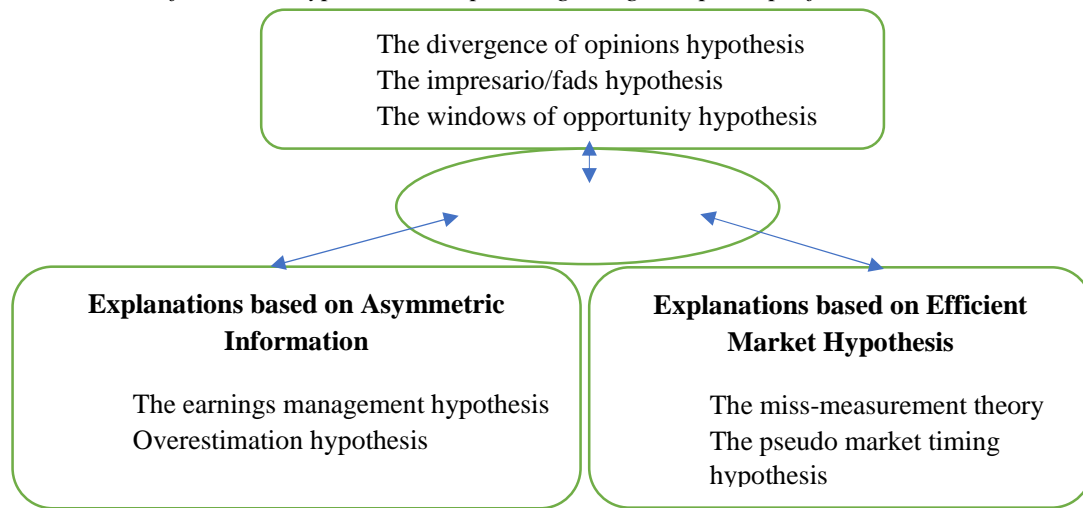 The divergence of opinions hypothesis
The impresario/fads hypothesis
The windows of opportunity hypothesis
Explanations based on Asymmetric
Information
The earnings management hypothesis
Overestimation hypothesis
Explanations based on Efficient
Market Hypothesis
The miss-measurement theory
The pseudo market timing
hypothesis